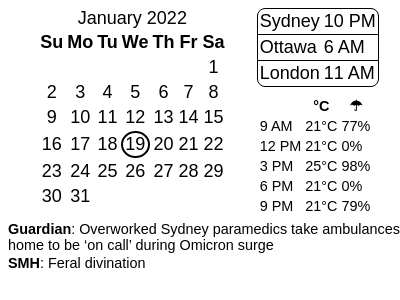 January 2022
Su Mo Tu We Th Fr Sa
1
2 3 4 5 6 7 8
9 10 11 12 13 14 15
16 17 18 19 20 21 22
23 24 25 26 27 28 29
30 31
Sydney 10 PM
Ottawa 6 AM
London 11 AM
°C ☂
9 AM 21°C 77%
12 PM 21°C 0%
3 PM 25°C 98%
6 PM 21°C 0%
9 PM 21°C 79%
Guardian: Overworked Sydney paramedics take ambulances
home to be ‘on call’ during Omicron surge
SMH: Feral divination